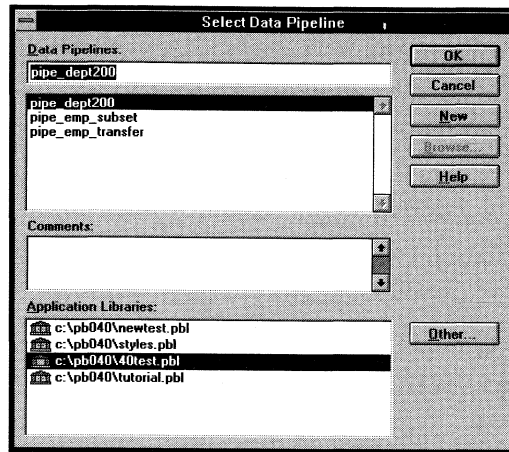 Select Data Pipeline
Data Pipelines:
pipe_dept200
pipe_dept200
pipe_emp_subset
pipe_emp_transfer
Comments:
Application Libraries:
c:\pb040\newtest.pbl
c:\pb040\styles.pbl
c:\pb040\40test.pbl
c:\pb040\tutorial.pbl
OK
Cancel
New
Browse...
Help
Other...